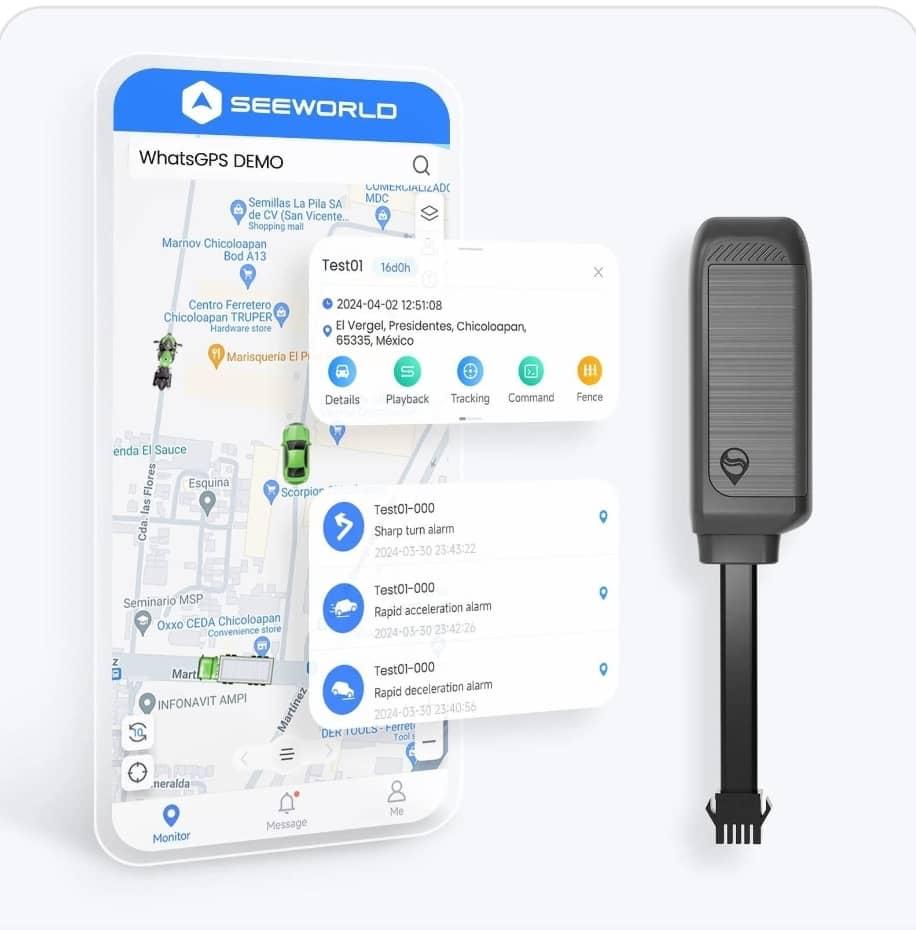 SEEWORLD
WhatsGPS DEMO
COMERCIALIZADO
MDC
Semillas La Pila SA
de CV (San Vicente...
Shopping mall
Marnov Chicoloapan
Bod A13
Centro Ferretero
Chicoloapan TRUPER
Hardware store
Marisquería El P
Test01
16d0h
2024-04-02 12:51:08
El Vergel, Presidentes, Chicoloapan,
65335, México
Details
Playback
Tracking
Command
Fence
enda El Sauce
Esquina
Scorpion
Cda. las Flores
Test01-000
Sharp turn alarm
2024-03-30 23:43:22
Test01-000
Rapid acceleration alarm
2024-03-30 23:42:26
Test01-000
Rapid deceleration alarm
2024-03-30 23:40:56
Seminario MSP
Oxxo CEDA Chicoloapan
Convenience store
z
Martí
Martínez
INFONAVIT AMPI
DER TOOLS - Ferret
Tool s
10
meralda
Monitor
Message
Me